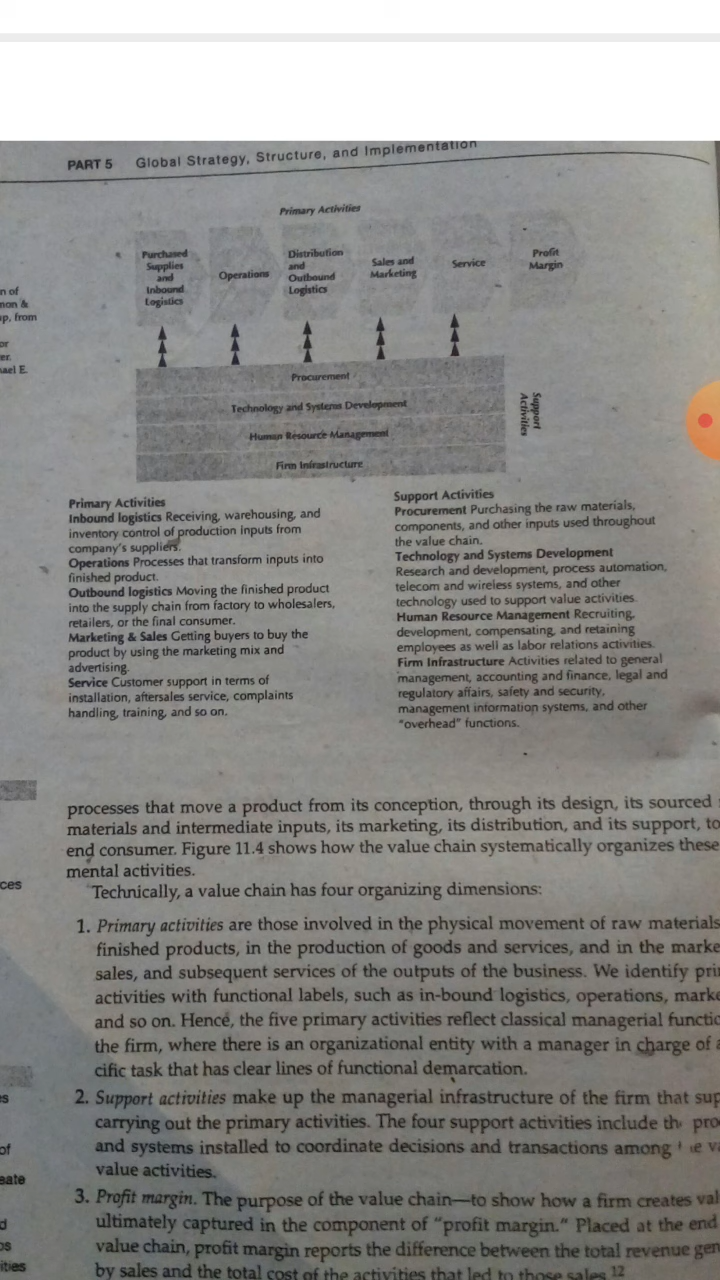 PART 5 Global Strategy, Structure, and Implementation
Primary Activities
Purchased
Supplies
and
Inbound
Logistics
Operations
Distribution
and
Outbound
Logistics
Sales and
Marketing
Service
Profit
Margin
n of
non &
up, from
or
er.
ael E.
Procurement
Technology and Systems Development
Human Resource Management
Firm Infrastructure
Support
Activities
Primary Activities
Inbound logistics Receiving, warehousing, and
inventory control of production inputs from
company's suppliers.
Operations Processes that transform inputs into
finished product.
Outbound logistics Moving the finished product
into the supply chain from factory to wholesalers,
retailers, or the final consumer.
Marketing & Sales Getting buyers to buy the
product by using the marketing mix and
advertising.
Service Customer support in terms of
installation, aftersales service, complaints
handling, training, and so on.
Support Activities
Procurement Purchasing the raw materials,
components, and other inputs used throughout
the value chain.
Technology and Systems Development
Research and development, process automation,
telecom and wireless systems, and other
technology used to support value activities.
Human Resource Management Recruiting,
development, compensating, and retaining
employees as well as labor relations activities.
Firm Infrastructure Activities related to general
management, accounting and finance, legal and
regulatory affairs, safety and security,
management information systems, and other
"overhead" functions.
processes that move a product from its conception, through its design, its sourced
materials and intermediate inputs, its marketing, its distribution, and its support, to
end consumer. Figure 11.4 shows how the value chain systematically organizes these
mental activities.
Technically, a value chain has four organizing dimensions:
1. Primary activities are those involved in the physical movement of raw materials
finished products, in the production of goods and services, and in the marke
sales, and subsequent services of the outputs of the business. We identify pri
activities with functional labels, such as in-bound logistics, operations, marke
and so on. Hence, the five primary activities reflect classical managerial functio
the firm, where there is an organizational entity with a manager in charge of a
cific task that has clear lines of functional demarcation.
2. Support activities make up the managerial infrastructure of the firm that sup
carrying out the primary activities. The four support activities include th pro
and systems installed to coordinate decisions and transactions among va
value activities.
3. Profit margin. The purpose of the value chain—to show how a firm creates val
ultimately captured in the component of "profit margin." Placed at the end
value chain, profit margin reports the difference between the total revenue gen
by sales and the total cost of the activities that led to those sales.12
ces
es
of
eate
d
os
ities